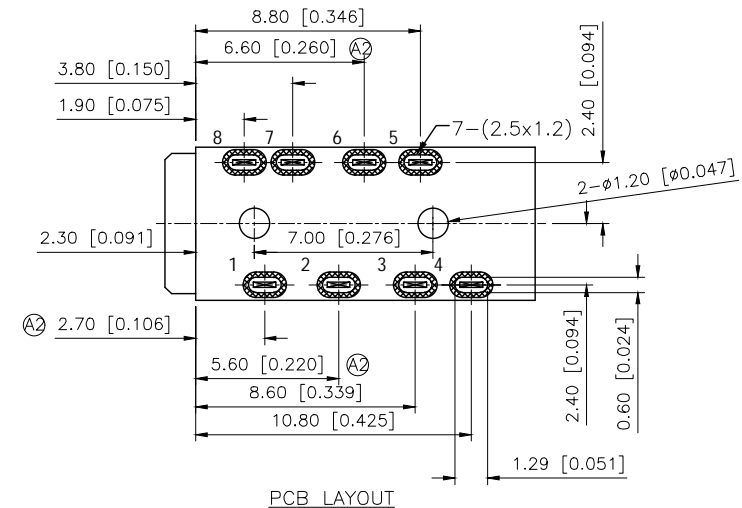 8.80 [0.346]
6.60 [0.260] A2
3.80 [0.150]
1.90 [0.075]
2.40 [0.094]
8 7 6 5
7-(2.5x1.2)
2-ø1.20 [ø0.047]
2.30 [0.091]
7.00 [0.276]
1 2 3 4
A2 2.70 [0.106]
5.60 [0.220] A2
8.60 [0.339]
10.80 [0.425]
2.40 [0.094]
0.60 [0.024]
1.29 [0.051]
PCB LAYOUT